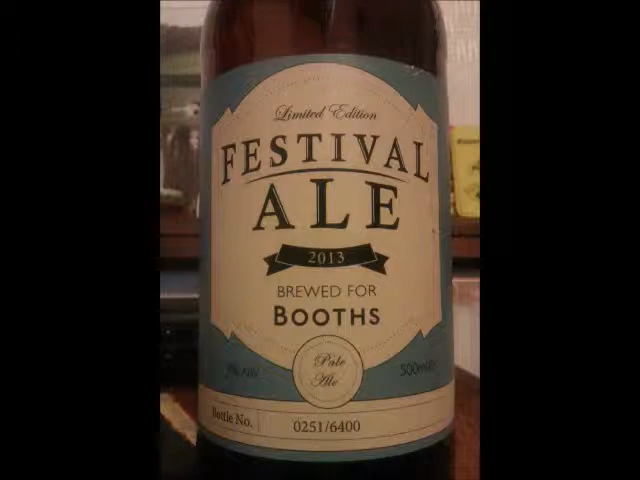 Limited Edition
FESTIVAL
ALE
2013
BREWED FOR
BOOTHS
Pale
Ale
500ml
Bottle No.
0251/6400